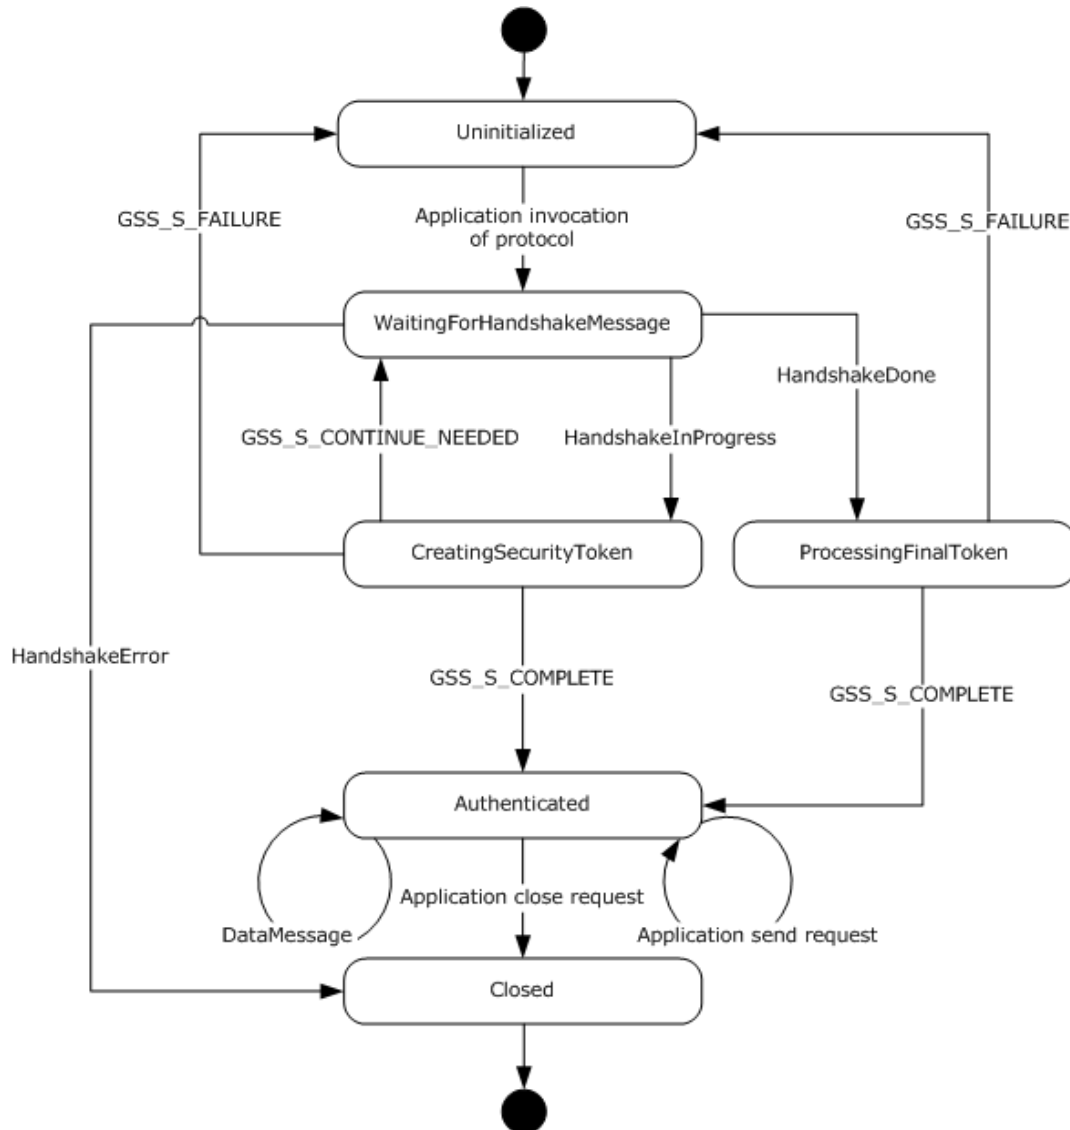 Uninitialized
GSS_S_FAILURE
Application invocation
of protocol
GSS_S_FAILURE
WaitingForHandshakeMessage
HandshakeDone
GSS_S_CONTINUE_NEEDED
HandshakeInProgress
CreatingSecurityToken
ProcessingFinalToken
HandshakeError
GSS_S_COMPLETE
GSS_S_COMPLETE
Authenticated
Application close request
DataMessage
Application send request
Closed